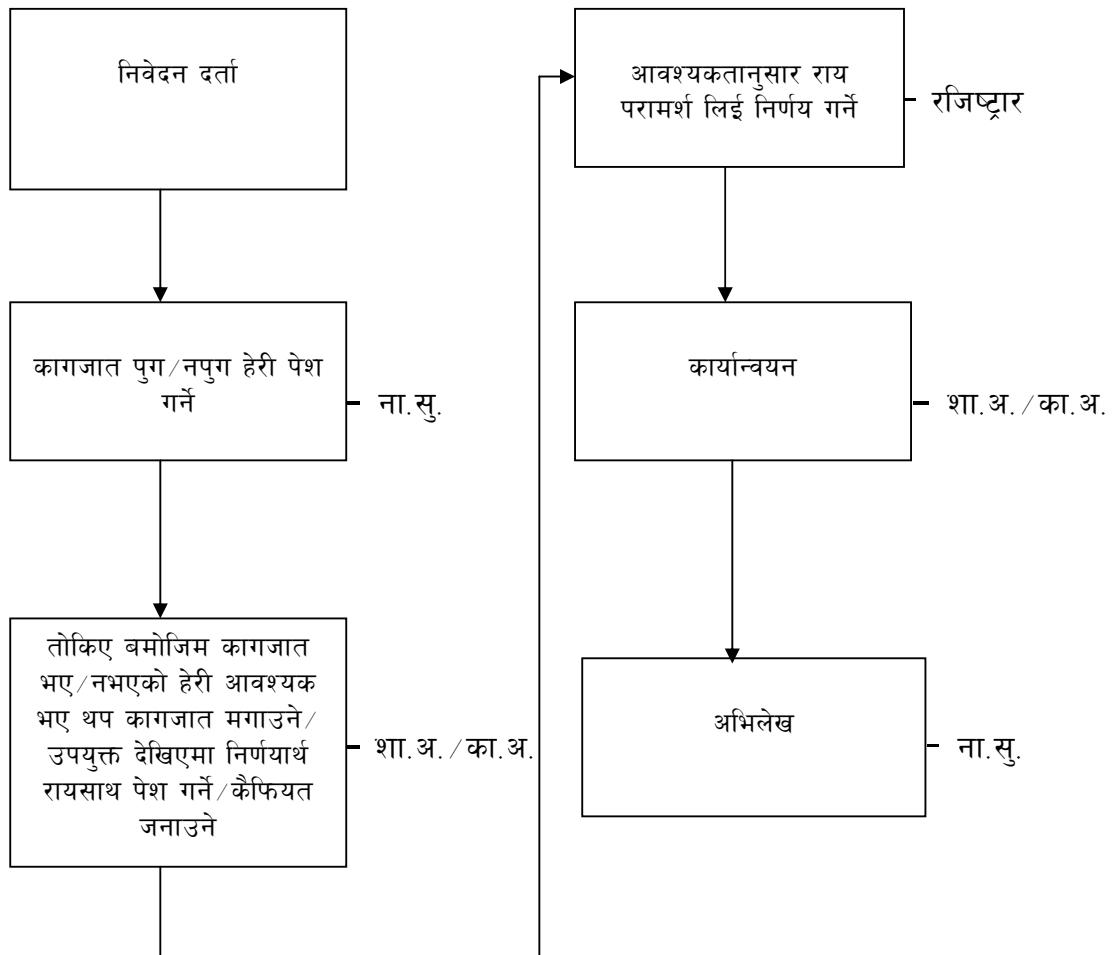 निवेदन दर्ता
कागजात पुग/नपुग हेरी पेश
गर्ने
ना.सु.
तोकिए बमोजिम कागजात
भए/नभएको हेरी आवश्यक
भए थप कागजात मगाउने/
उपयुक्त देखिएमा निर्णयार्थ
रायसाथ पेश गर्ने/कैफियत
जनाउने
शा.अ./का.अ.
आवश्यकतानुसार राय
परामर्श लिई निर्णय गर्ने
रजिष्ट्रार
कार्यान्वयन
शा.अ./का.अ.
अभिलेख
ना.सु.